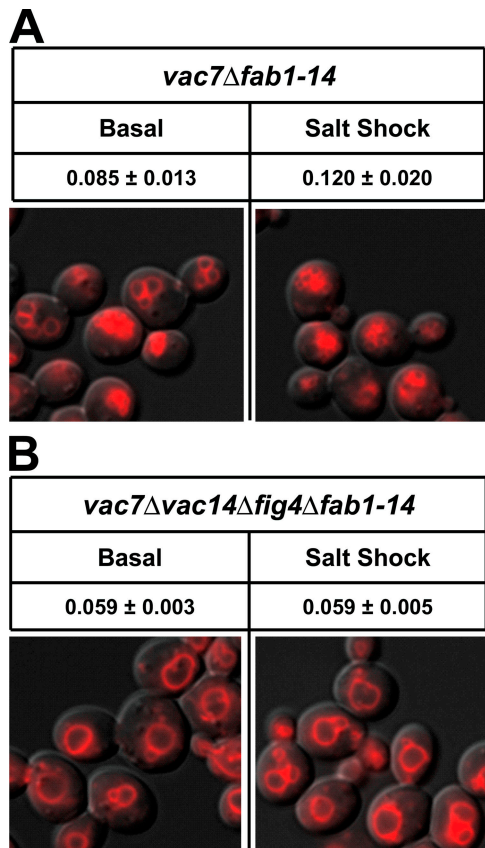 A
vac7Δfab1-14
Basal Salt Shock
0.085 ± 0.013 0.120 ± 0.020
B
vac7Δvac14Δfig4Δfab1-14
Basal Salt Shock
0.059 ± 0.003 0.059 ± 0.005